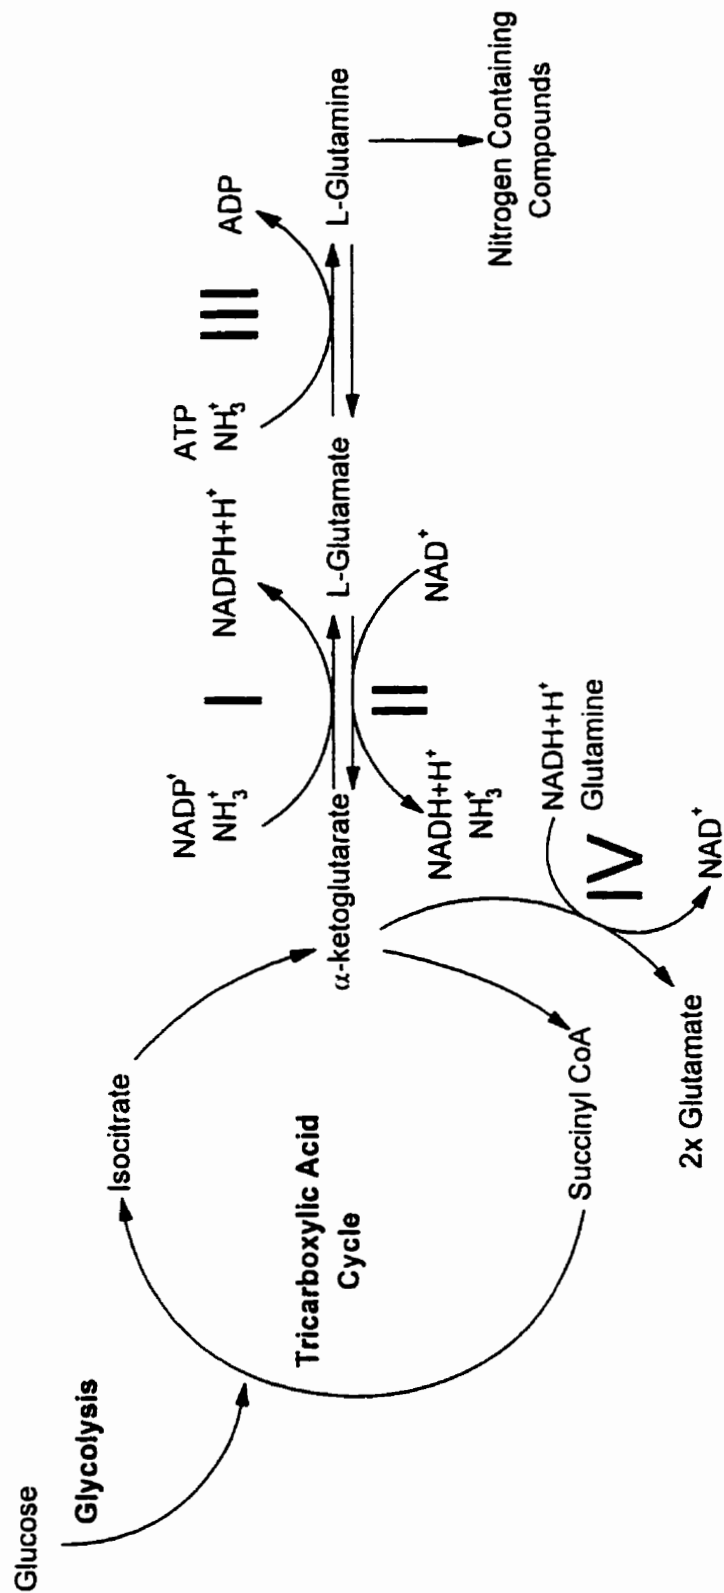 Glucose
Glycolysis
Isocitrate
Tricarboxylic Acid
Cycle
α-ketoglutarate
Succinyl CoA
NADP⁺
NH₃⁺
I
NADPH+H⁺
L-Glutamate
II
NAD⁺
NADH+H⁺
NH₃⁺
ATP
NH₃⁺
III
ADP
L-Glutamine
Nitrogen Containing
Compounds
NADH+H⁺
Glutamine
IV
NAD⁺
2x Glutamate